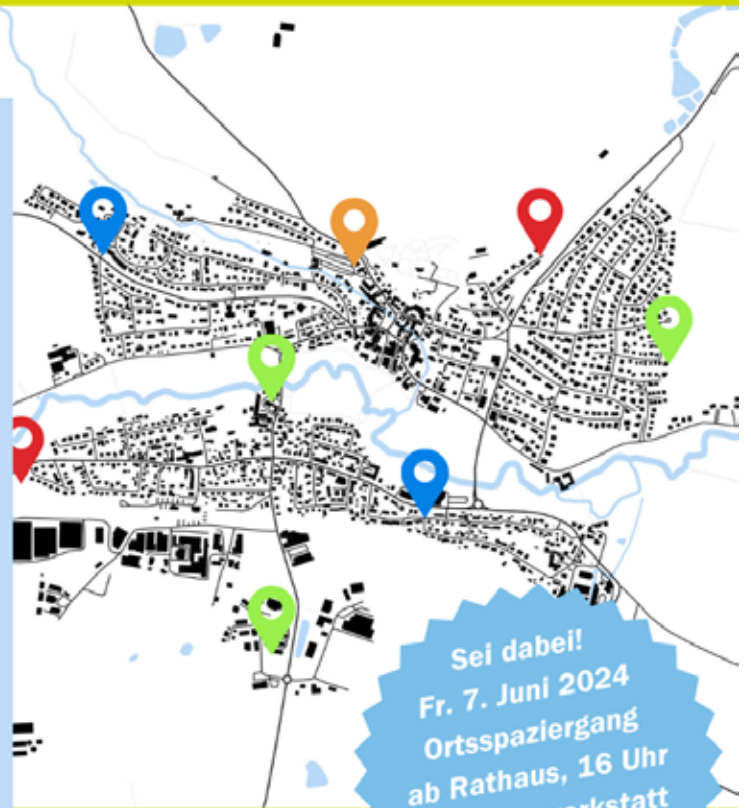 Sei dabei!
Fr. 7. Juni 2024
Ortsspaziergang
ab Rathaus, 16 Uhr